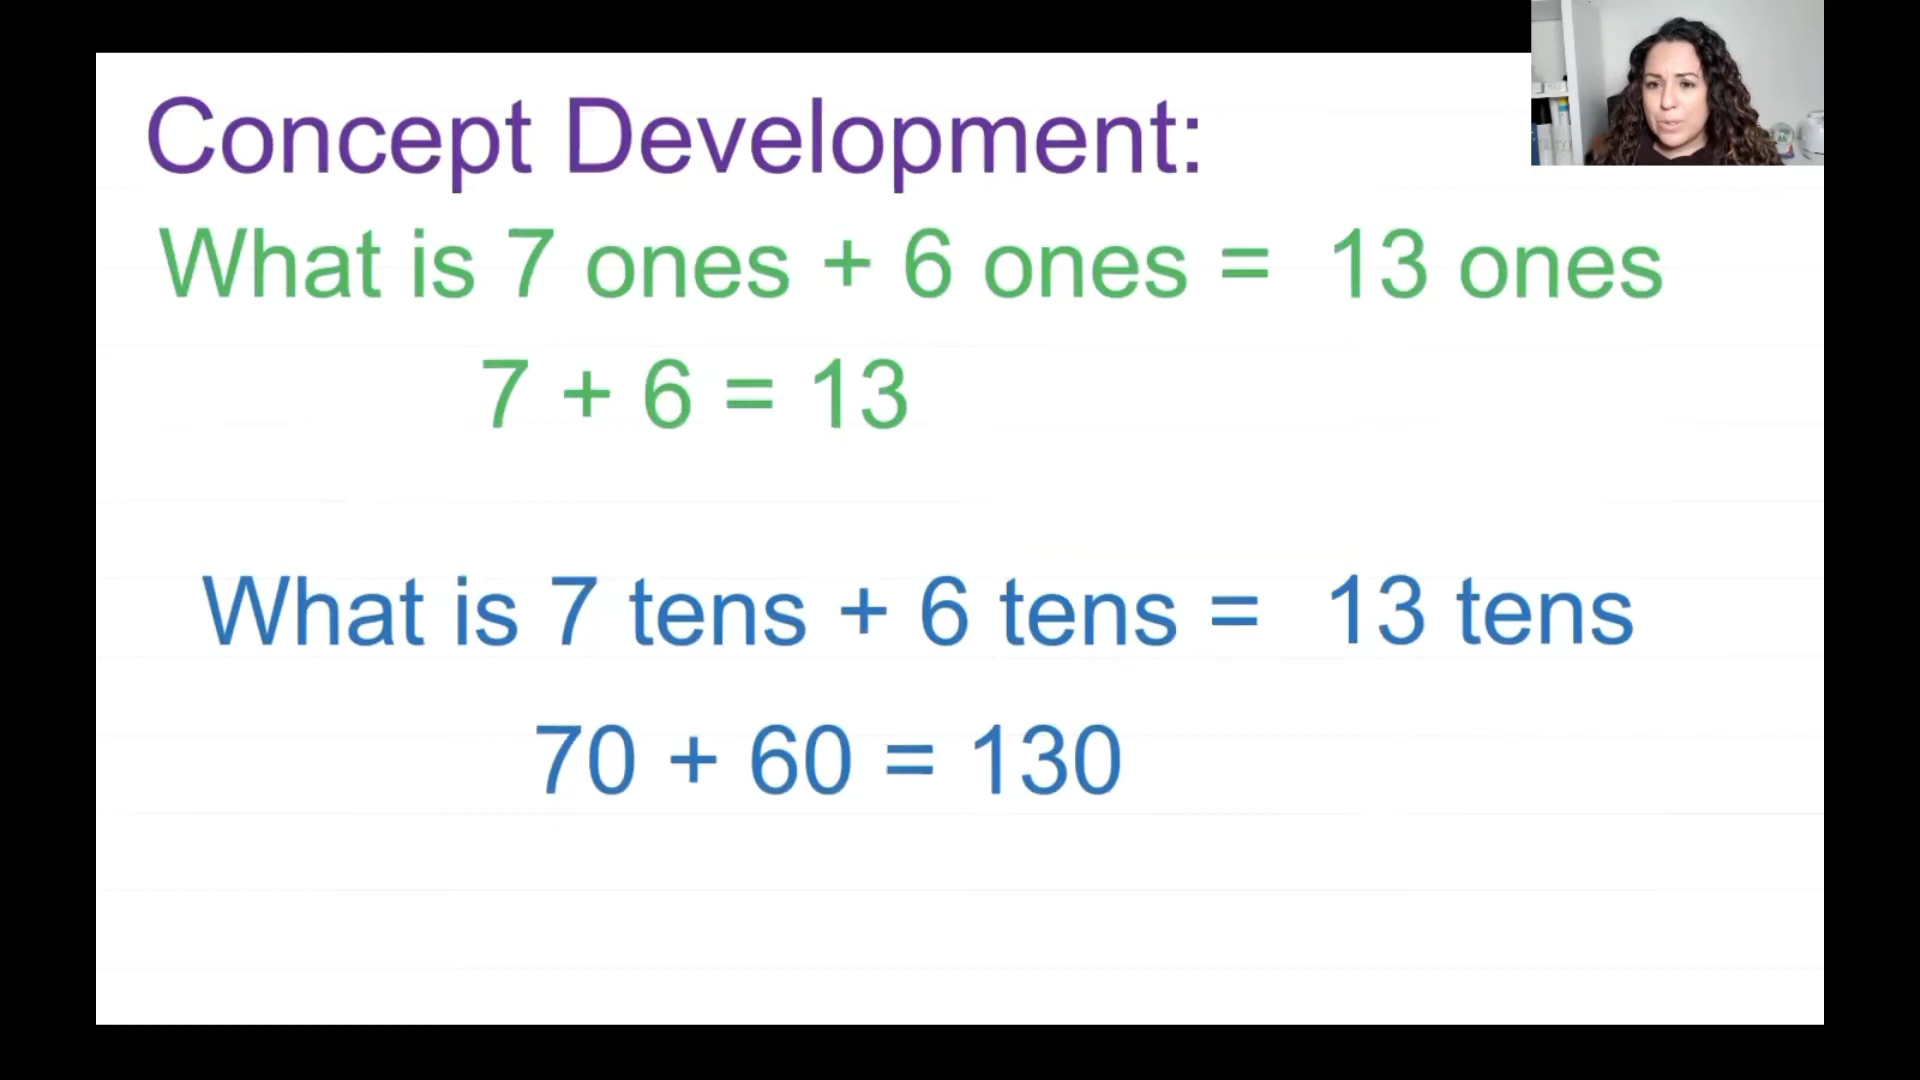 Concept Development:
What is 7 ones + 6 ones = 13 ones
7 + 6 = 13
What is 7 tens + 6 tens = 13 tens
70 + 60 = 130